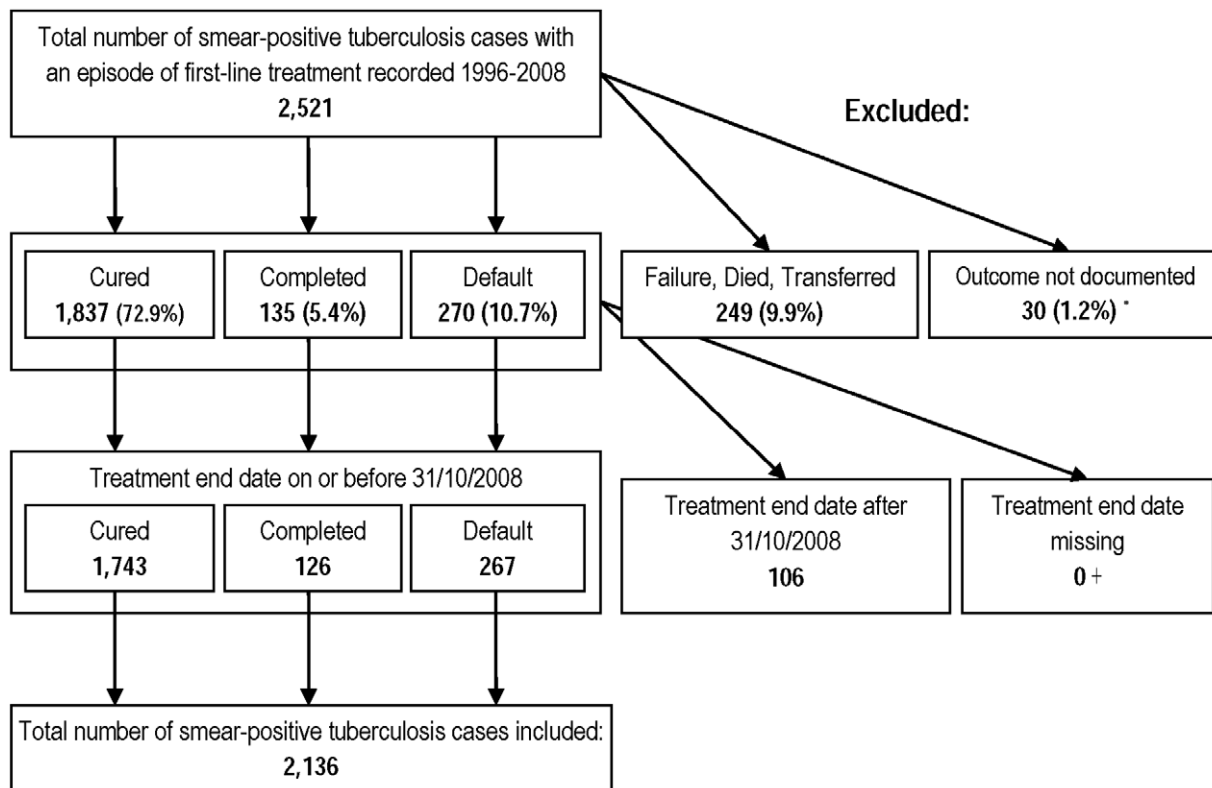 Total number of smear-positive tuberculosis cases with
an episode of first-line treatment recorded 1996-2008
2,521
Excluded:
Cured
1,837 (72.9%)
Completed
135 (5.4%)
Default
270 (10.7%)
Failure, Died, Transferred
249 (9.9%)
Outcome not documented
30 (1.2%) *
Treatment end date on or before 31/10/2008
Cured
1,743
Completed
126
Default
267
Treatment end date after
31/10/2008
106
Treatment end date
missing
0 +
Total number of smear-positive tuberculosis cases included:
2,136